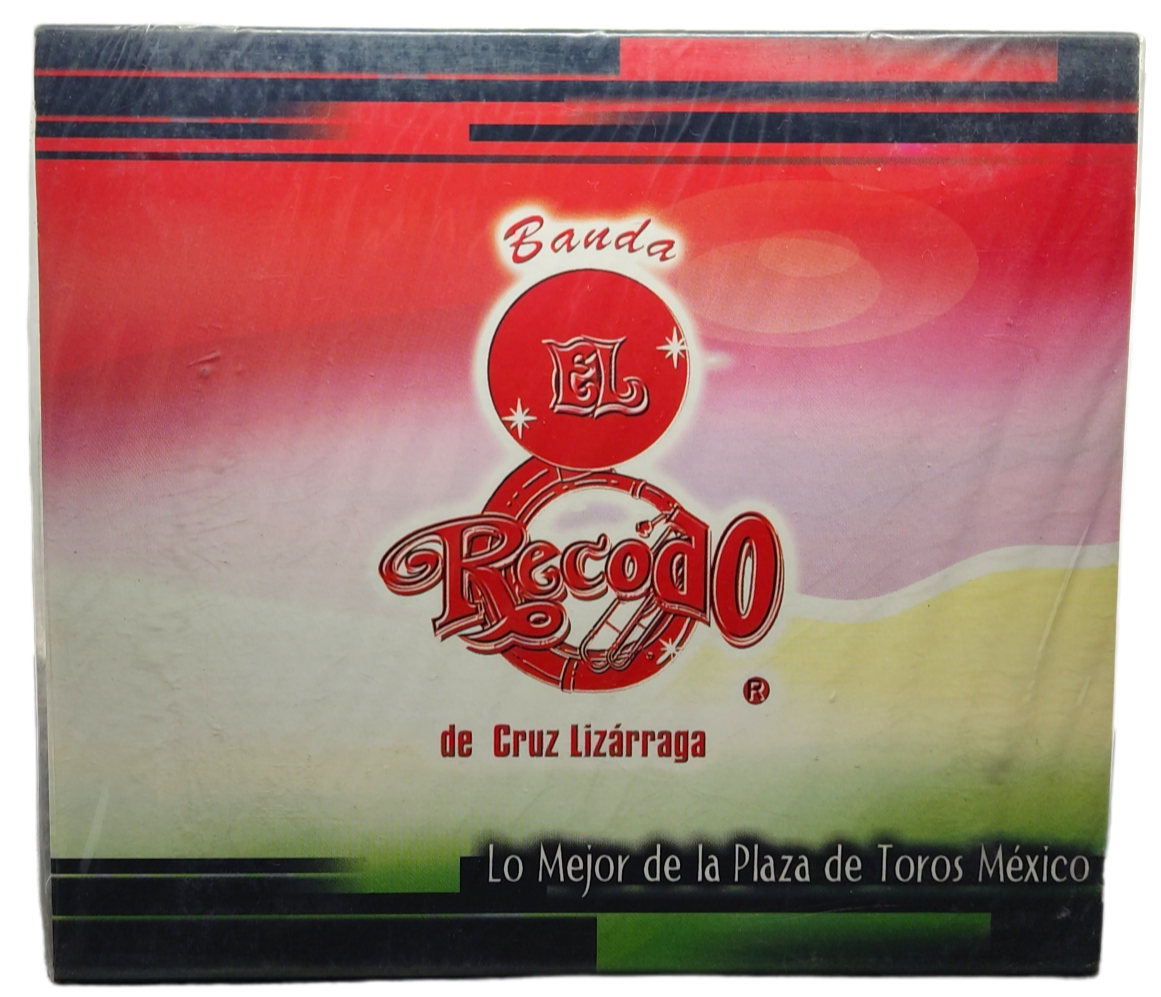 Banda
EL
Recodo
®
de Cruz Lizárraga
Lo Mejor de la Plaza de Toros México